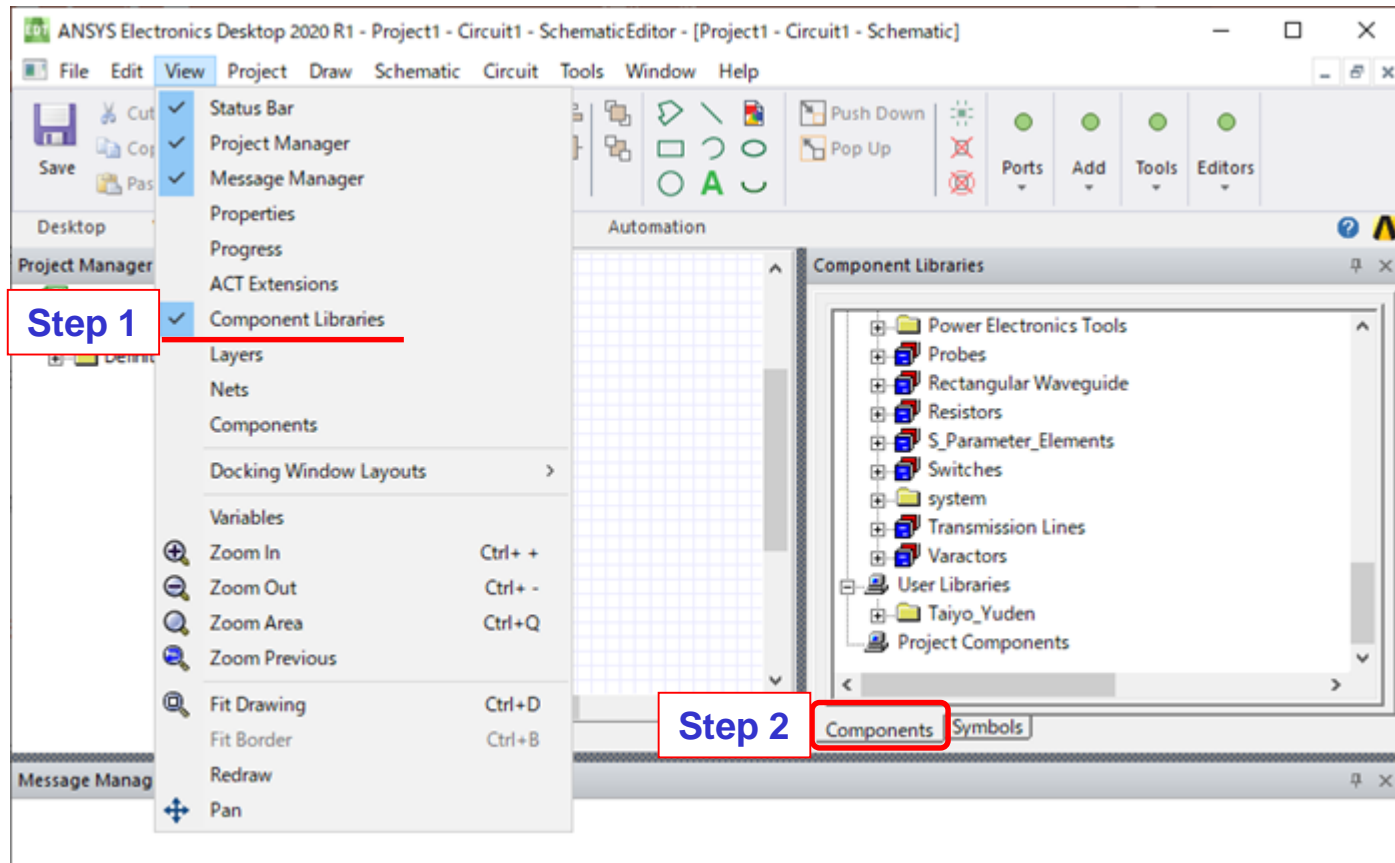 ANSYS Electronics Desktop 2020 R1 - Project1 - Circuit1 - SchematicEditor - [Project1 - Circuit1 - Schematic]
File Edit View Project Draw Schematic Circuit Tools Window Help
Save
Cut
Push Down
Pop Up
Ports Add Tools Editors
Desktop
Automation
Status Bar
Project Manager
Message Manager
Properties
Progress
ACT Extensions
Component Libraries
Layers
Nets
Components
Docking Window Layouts
Variables
Zoom In Ctrl+ +
Zoom Out Ctrl+ -
Zoom Area Ctrl+Q
Zoom Previous
Fit Drawing Ctrl+D
Fit Border Ctrl+B
Redraw
Pan
Project Manager
Step 1
Component Libraries
Power Electronics Tools
Probes
Rectangular Waveguide
Resistors
S_Parameter_Elements
Switches
system
Transmission Lines
Varactors
User Libraries
Taiyo_Yuden
Project Components
Step 2
Components Symbols
Message Manag